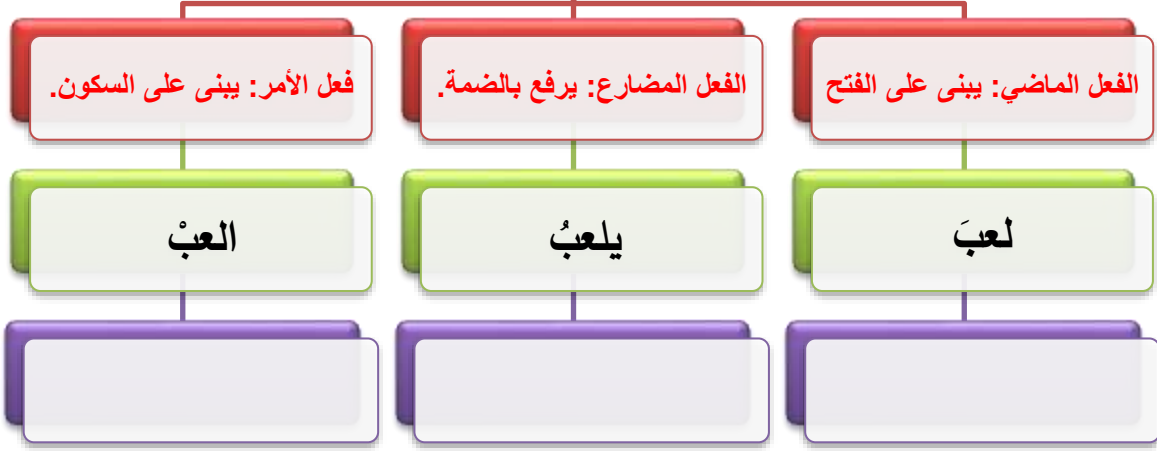 الفعل الماضي: يبنى على الفتح
الفعل المضارع: يرفع بالضمة.
فعل الأمر: يبنى على السكون.
لعبَ
يلعبُ
العبْ